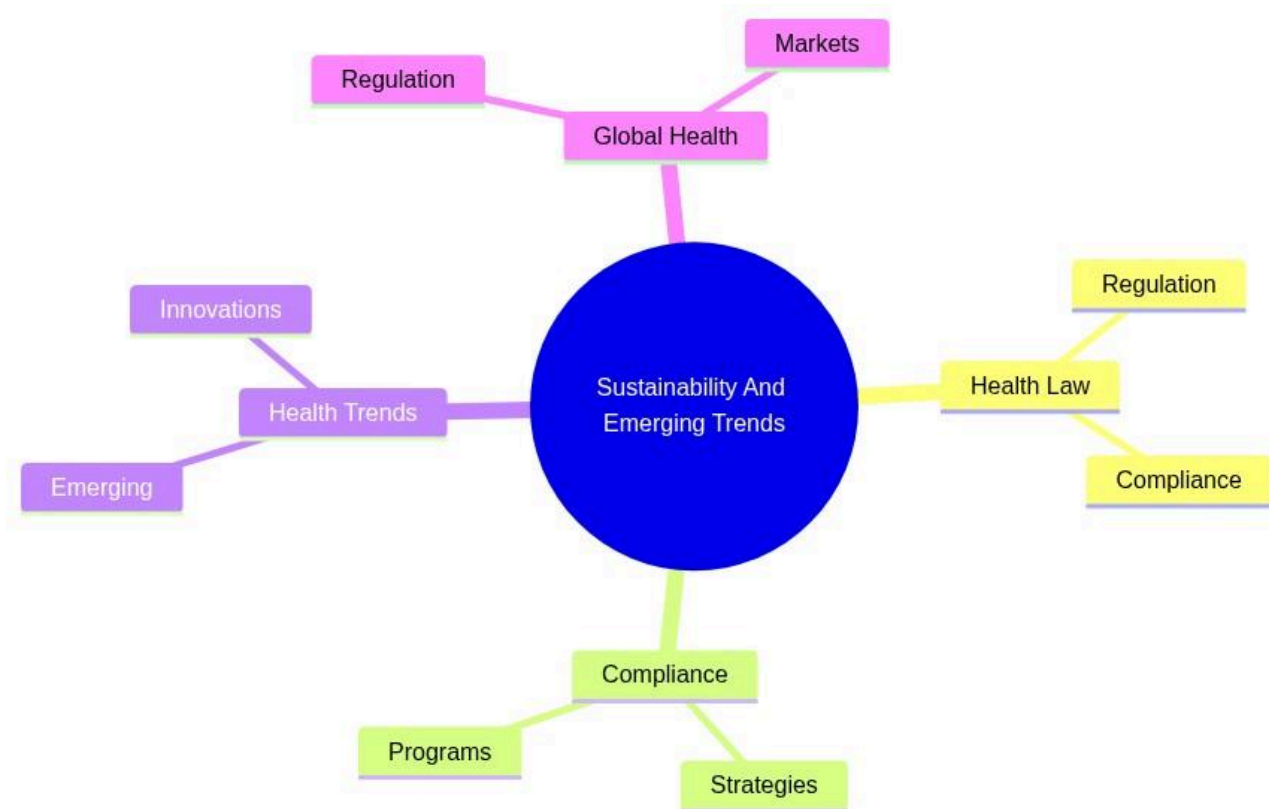 Markets
Regulation
Global Health
Innovations
Regulation
Sustainability And
Emerging Trends
Health Trends
Health Law
Emerging
Compliance
Compliance
Programs
Strategies